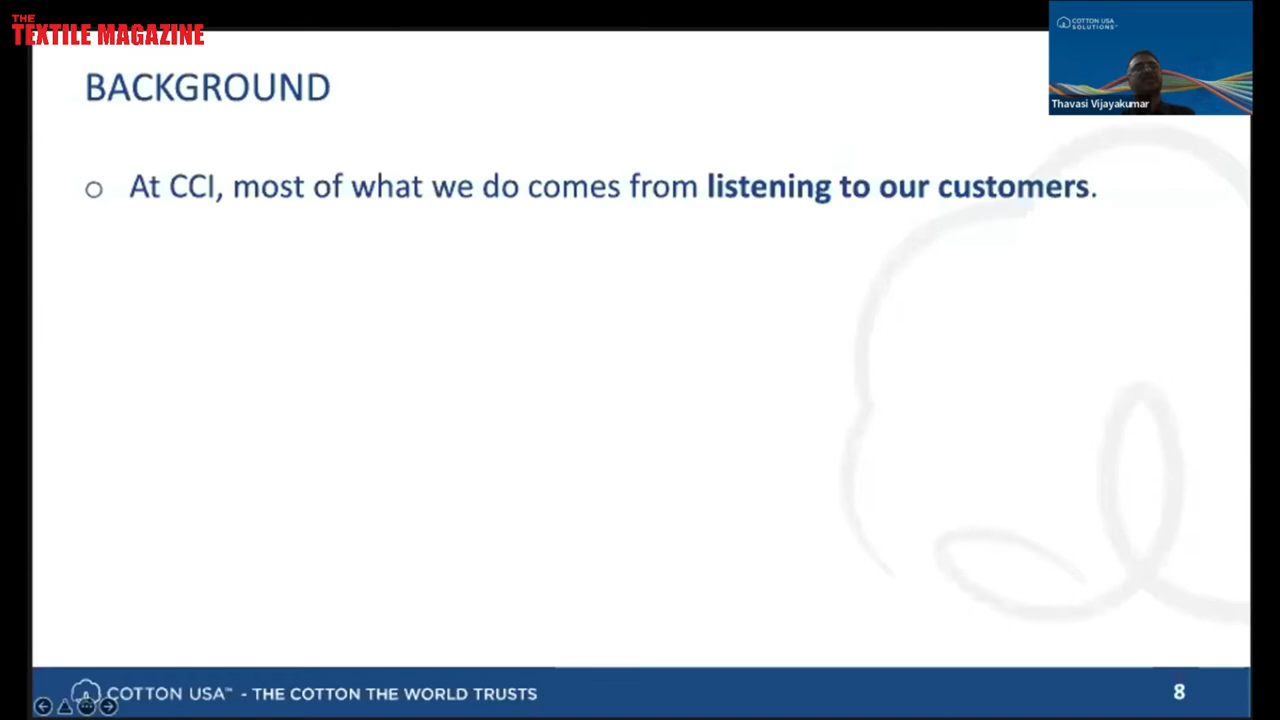 THE
TEXTILE MAGAZINE
COTTON USA
SOLUTIONS™
Thavasi Vijayakumar
BACKGROUND
○ At CCI, most of what we do comes from listening to our customers.
COTTON USA™ - THE COTTON THE WORLD TRUSTS
8